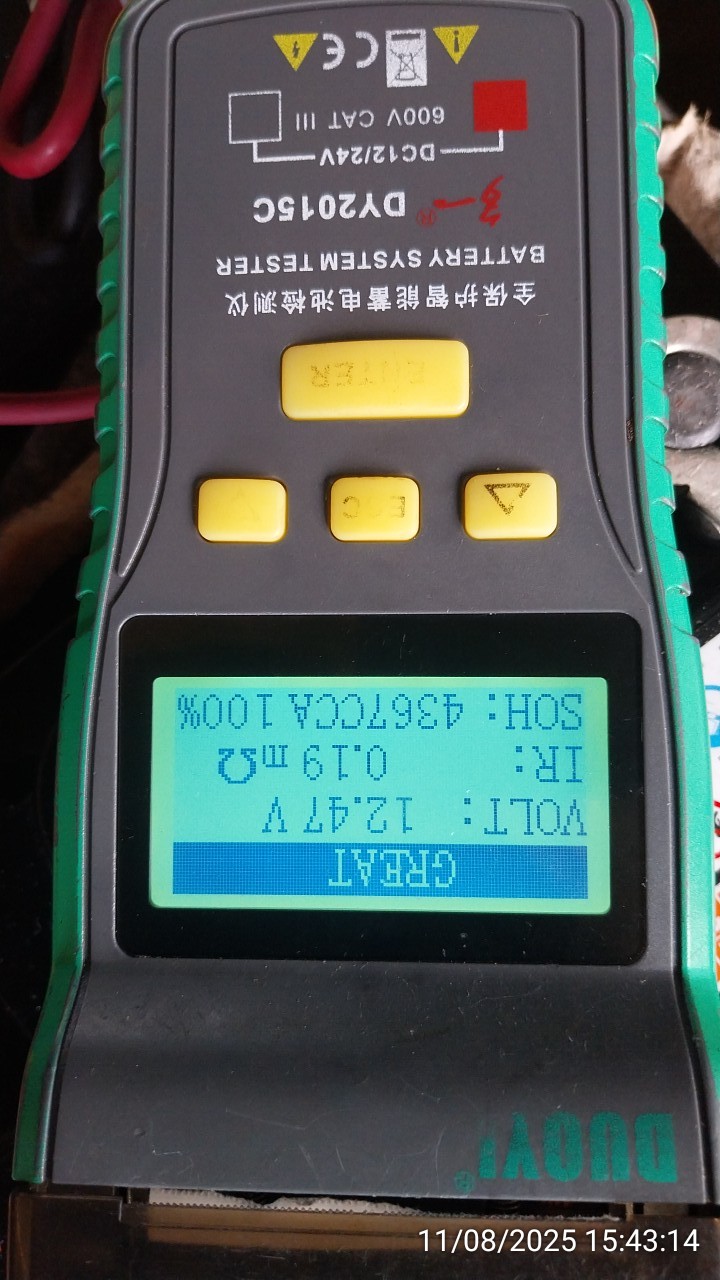 DUOYI®
GREAT
VOLT: 12.47 V
IR: 0.19 mΩ
SOH: 4367CCA 100%
ESC
ENTER
全保护智能蓄电池检测仪
BATTERY SYSTEM TESTER
® DY2015C
DC12/24V
600V CAT III
CE
11/08/2025 15:43:14